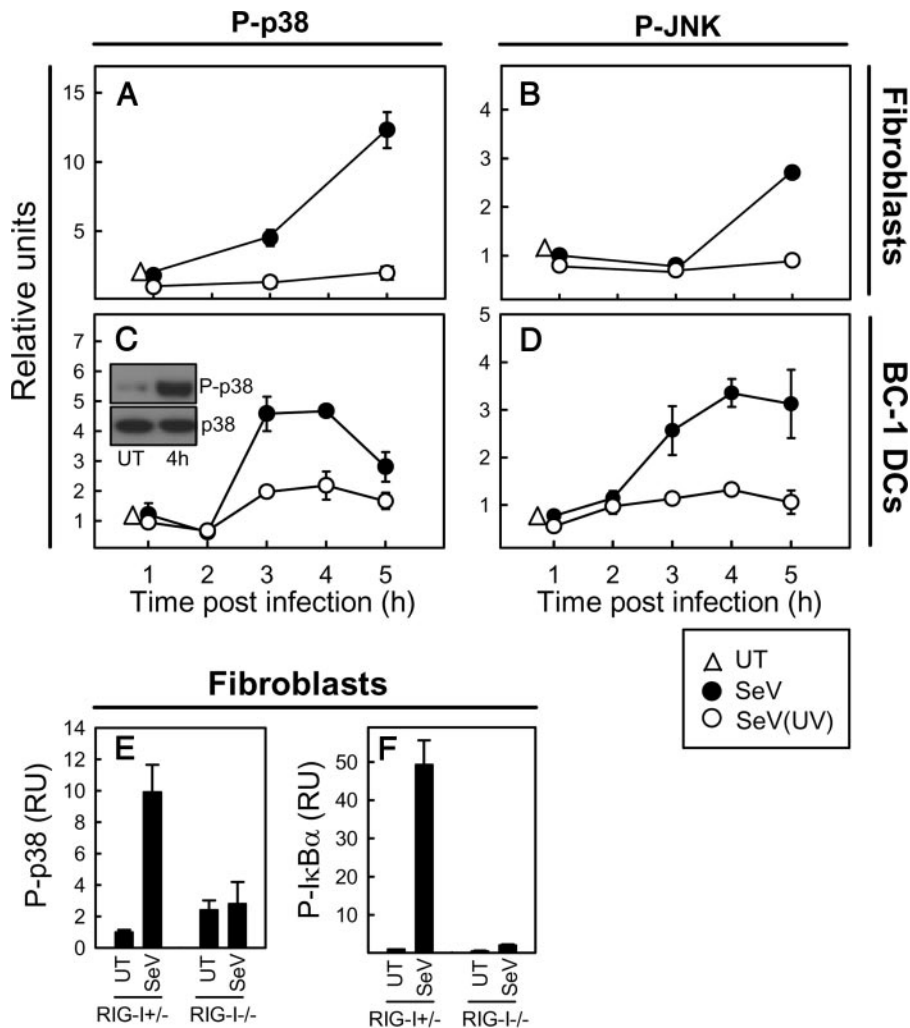 P-p38
P-JNK
Relative units
A
15
10
5
B
4
3
2
1
Fibroblasts
C
7
6
5
4
3
2
1
P-p38
p38
UT 4h
D
5
4
3
2
1
BC-1 DCs
1 2 3 4 5
Time post infection (h)
1 2 3 4 5
Time post infection (h)
UT
SeV
SeV(UV)
Fibroblasts
E
P-p38 (RU)
14
12
10
8
6
4
2
0
UT SeV UT SeV
RIG-I+/- RIG-I-/-
F
P-IκBα (RU)
50
40
30
20
10
UT SeV UT SeV
RIG-I+/- RIG-I-/-